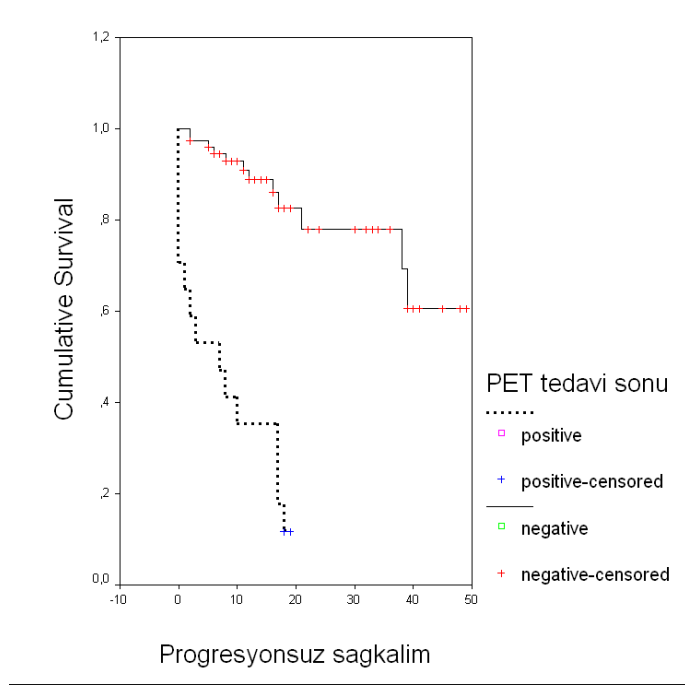 1,2
1,0
,8
,6
,4
,2
0,0
Cumulative Survival
-10 0 10 20 30 40 50
Progresyonsuz sagkalim
PET tedavi sonu
positive
positive-censored
negative
negative-censored